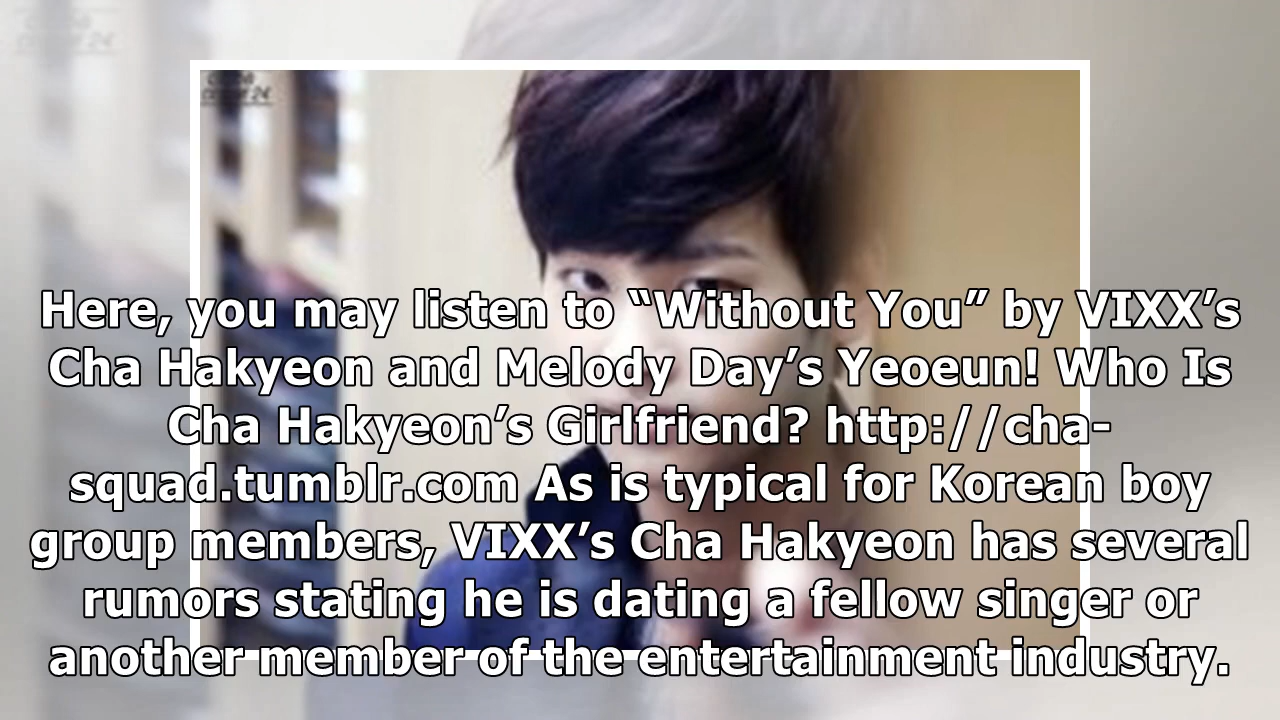 Here, you may listen to “Without You” by VIXX’s
Cha Hakyeon and Melody Day’s Yeoeun! Who Is
Cha Hakyeon’s Girlfriend? http://cha-
squad.tumblr.com As is typical for Korean boy
group members, VIXX’s Cha Hakyeon has several
rumors stating he is dating a fellow singer or
another member of the entertainment industry.